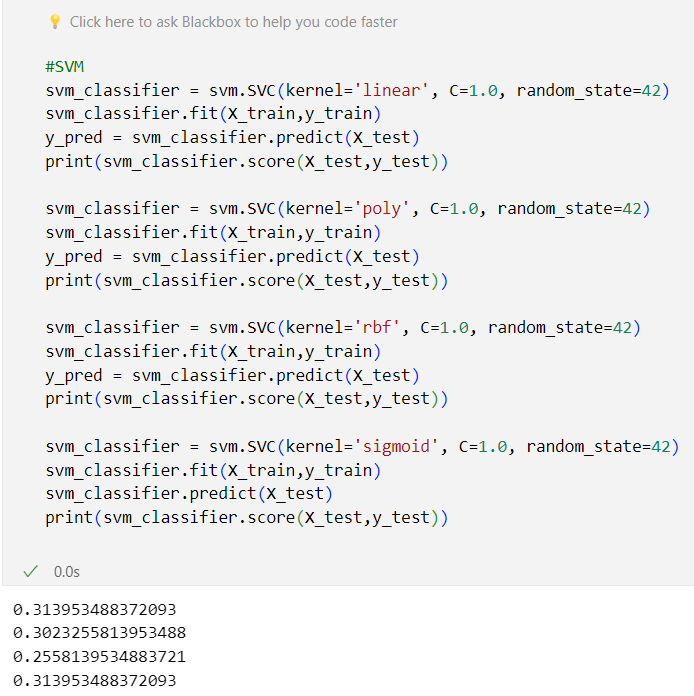 💡 Click here to ask Blackbox to help you code faster
#SVM
svm_classifier = svm.SVC(kernel='linear', C=1.0, random_state=42)
svm_classifier.fit(X_train,y_train)
y_pred = svm_classifier.predict(X_test)
print(svm_classifier.score(X_test,y_test))
svm_classifier = svm.SVC(kernel='poly', C=1.0, random_state=42)
svm_classifier.fit(X_train,y_train)
y_pred = svm_classifier.predict(X_test)
print(svm_classifier.score(X_test,y_test))
svm_classifier = svm.SVC(kernel='rbf', C=1.0, random_state=42)
svm_classifier.fit(X_train,y_train)
y_pred = svm_classifier.predict(X_test)
print(svm_classifier.score(X_test,y_test))
svm_classifier = svm.SVC(kernel='sigmoid', C=1.0, random_state=42)
svm_classifier.fit(X_train,y_train)
svm_classifier.predict(X_test)
print(svm_classifier.score(X_test,y_test))
✓ 0.0s
0.313953488372093
0.3023255813953488
0.2558139534883721
0.313953488372093